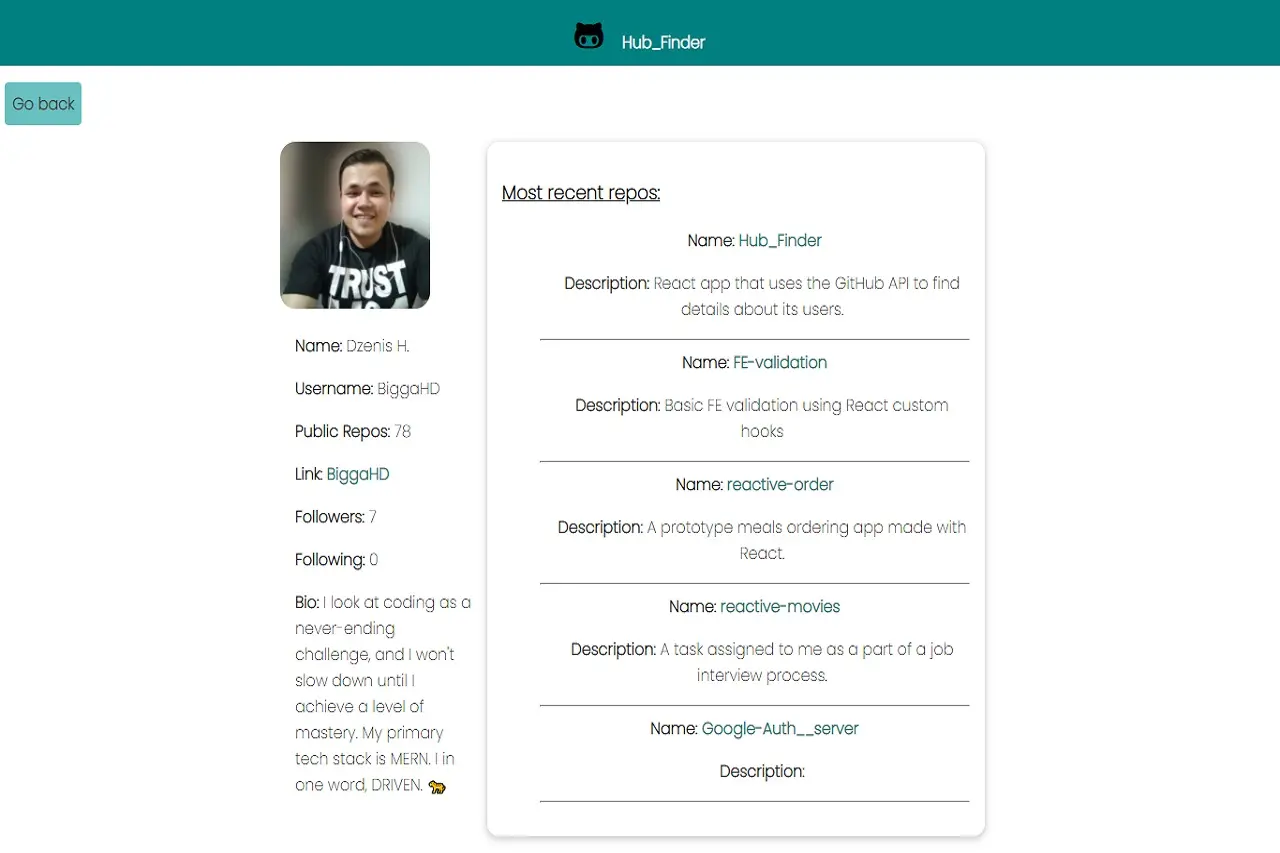 Hub_Finder
Go back
TRUST
Name: Dzenis H.
Username: BiggaHD
Public Repos: 78
Link: BiggaHD
Followers: 7
Following: 0
Bio: I look at coding as a
never-ending
challenge, and I won't
slow down until I
achieve a level of
mastery. My primary
tech stack is MERN. I in
one word, DRIVEN. 🐅
Most recent repos:
Name: Hub_Finder
Description: React app that uses the GitHub API to find
details about its users.
Name: FE-validation
Description: Basic FE validation using React custom
hooks
Name: reactive-order
Description: A prototype meals ordering app made with
React.
Name: reactive-movies
Description: A task assigned to me as a part of a job
interview process.
Name: Google-Auth__server
Description: